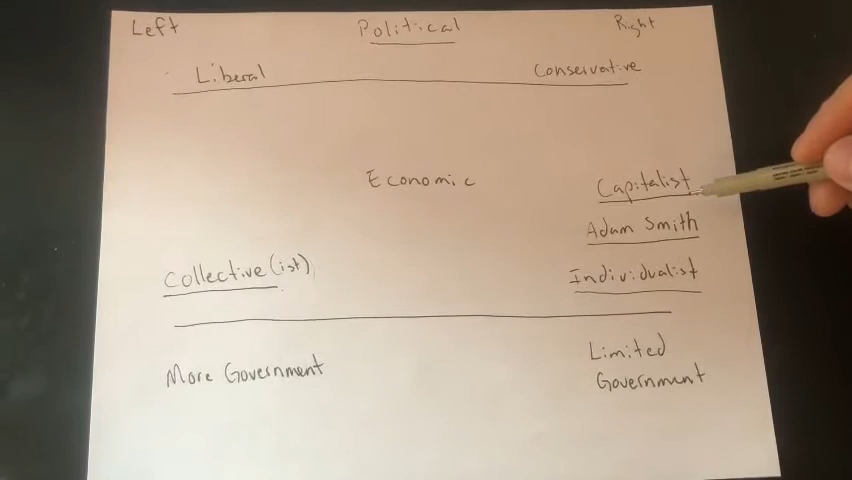 Left Political Right
Liberal Conservative
Economic Capitalist
Adam Smith
Collective(ist) Individualist
More Government Limited
Government